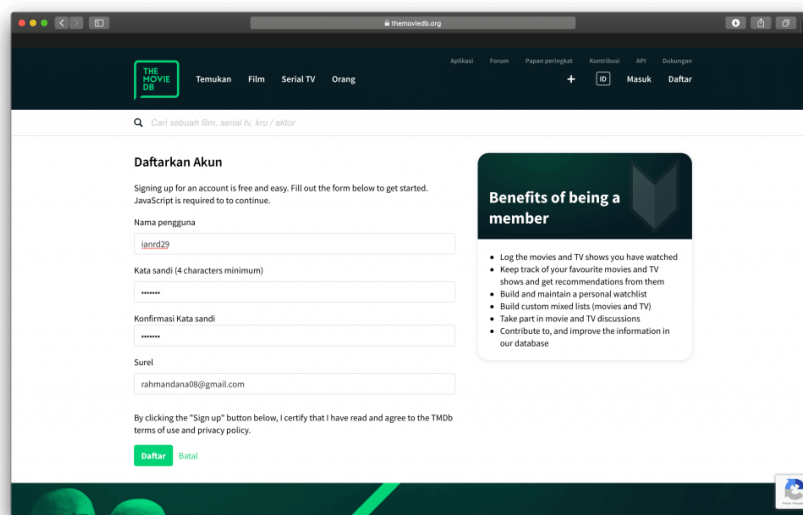 themoviedb.org
Aplikasi Forum Papan peringkat Kontribusi API Dukungan
THE
MOVIE
DB
Temukan Film Serial TV Orang
+ ID Masuk Daftar
Cari sebuah film, serial tv, kru / aktor
Daftarkan Akun
Signing up for an account is free and easy. Fill out the form below to get started.
JavaScript is required to to continue.
Nama pengguna
ianrd29
Kata sandi (4 characters minimum)
•••••••
Konfirmasi Kata sandi
•••••••
Surel
rahmandana08@gmail.com
By clicking the "Sign up" button below, I certify that I have read and agree to the TMDb
terms of use and privacy policy.
Daftar Batal
Benefits of being a
member
• Log the movies and TV shows you have watched
• Keep track of your favourite movies and TV
shows and get recommendations from them
• Build and maintain a personal watchlist
• Build custom mixed lists (movies and TV)
• Take part in movie and TV discussions
• Contribute to, and improve the information in
our database